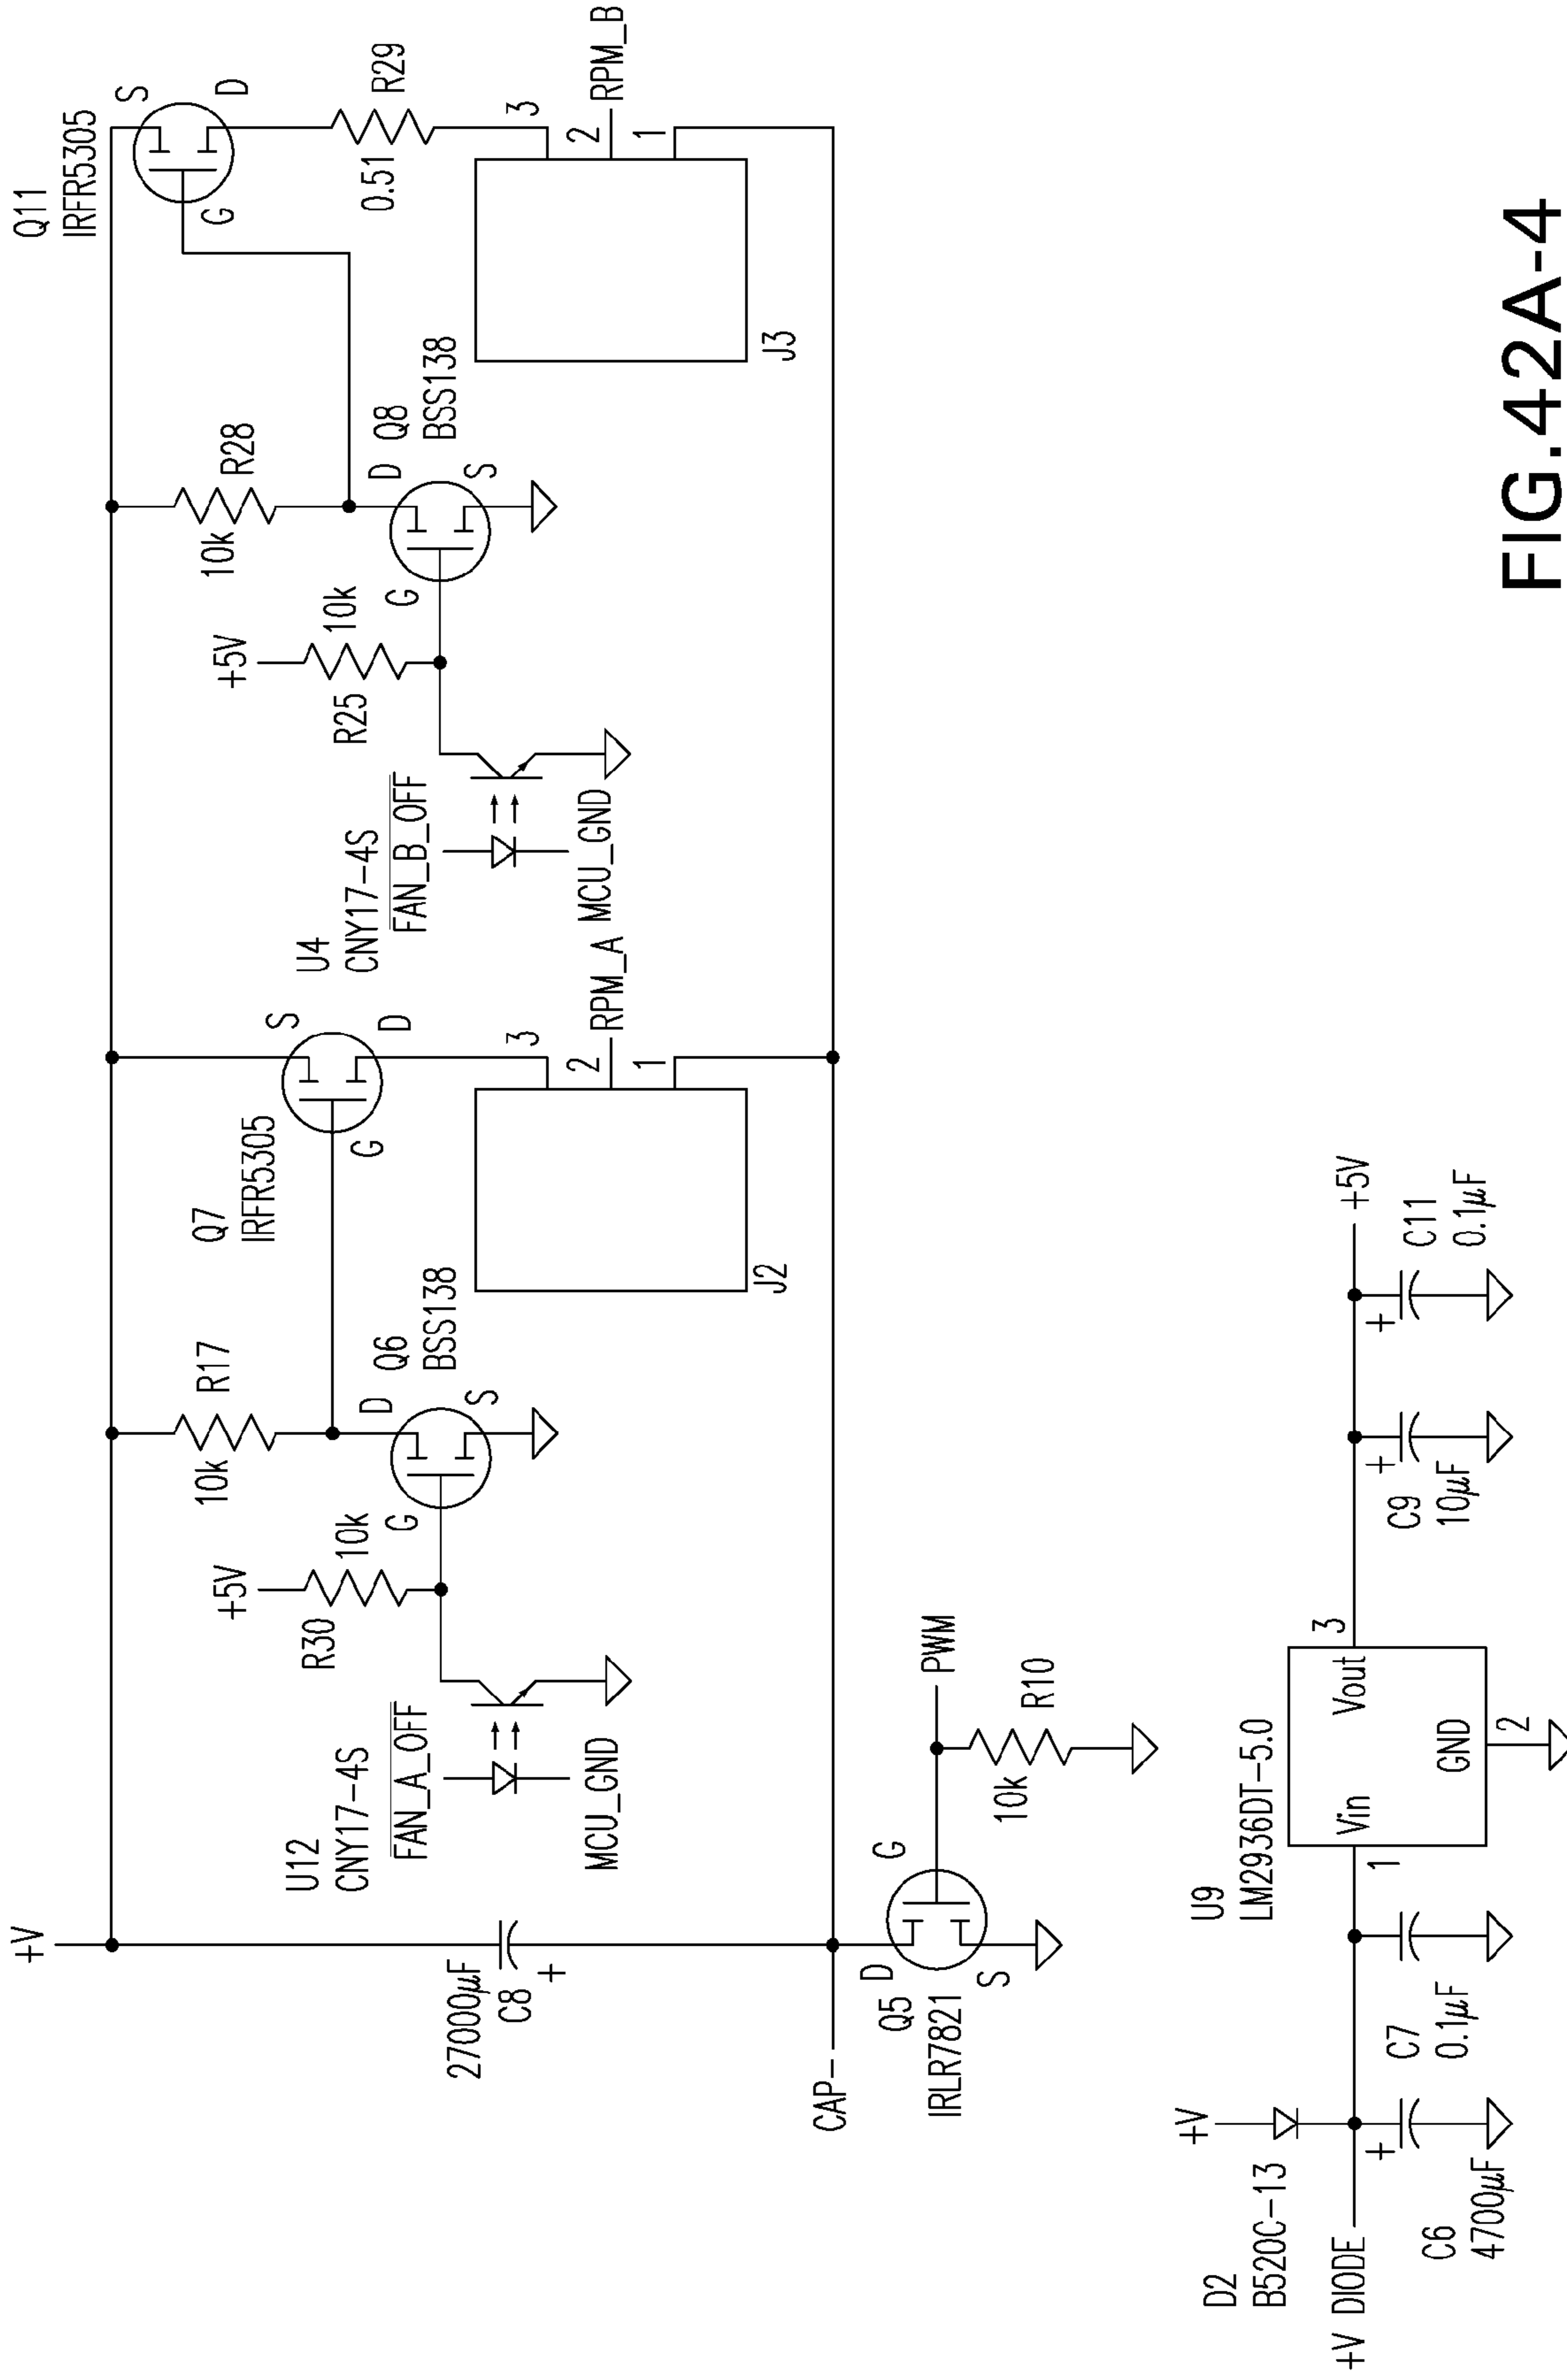 +V
27000µF
C8
+
CAP-
U12
CNY17-4S
FAN_A_OFF
MCU_GND
+5V
R30
10k
10k
R17
G
D
S
Q6
BSS138
Q7
IRFR5305
S
G
D
3
2
1
RPM_A
J2
U4
CNY17-4S
FAN_B_OFF
MCU_GND
+5V
R25
10k
10k
R28
G
D
S
Q8
BSS138
Q11
IRFR5305
S
G
D
0.51
R29
3
2
1
RPM_B
J3
D
G
S
Q5
IRLR7821
PWM
10k
R10
+V
D2
B520C-13
+V DIODE
+
C6
4700µF
C7
0.1µF
U9
LM2936DT-5.0
1
Vin
Vout
GND
3
2
+
C9
10µF
+
C11
0.1µF
+5V
FIG.42A-4